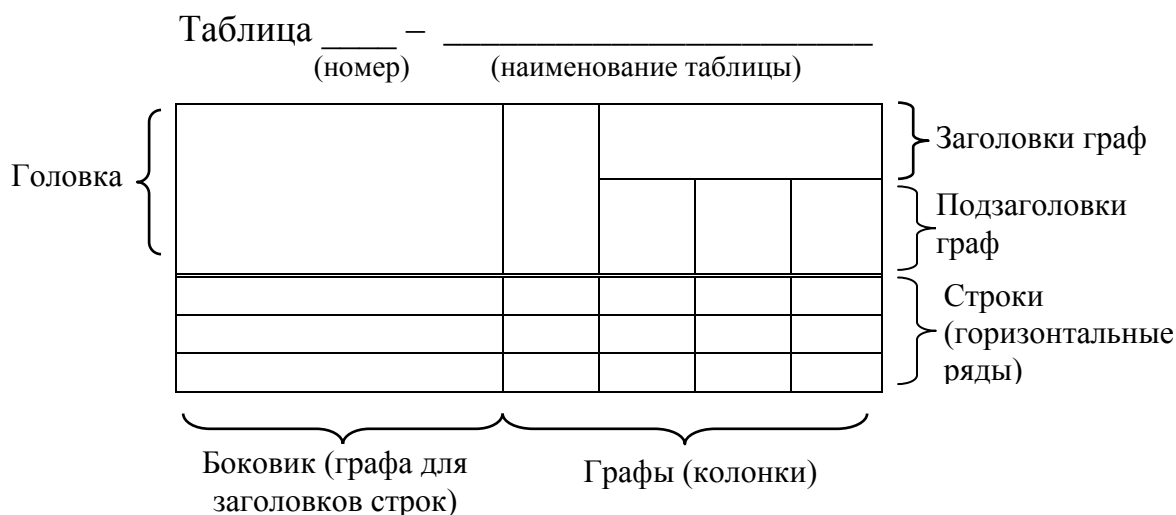 Таблица ____ – _______________________
(номер) (наименование таблицы)
Головка
Заголовки граф
Подзаголовки
граф
Строки
(горизонтальные
ряды)
Боковик (графа для
заголовков строк)
Графы (колонки)